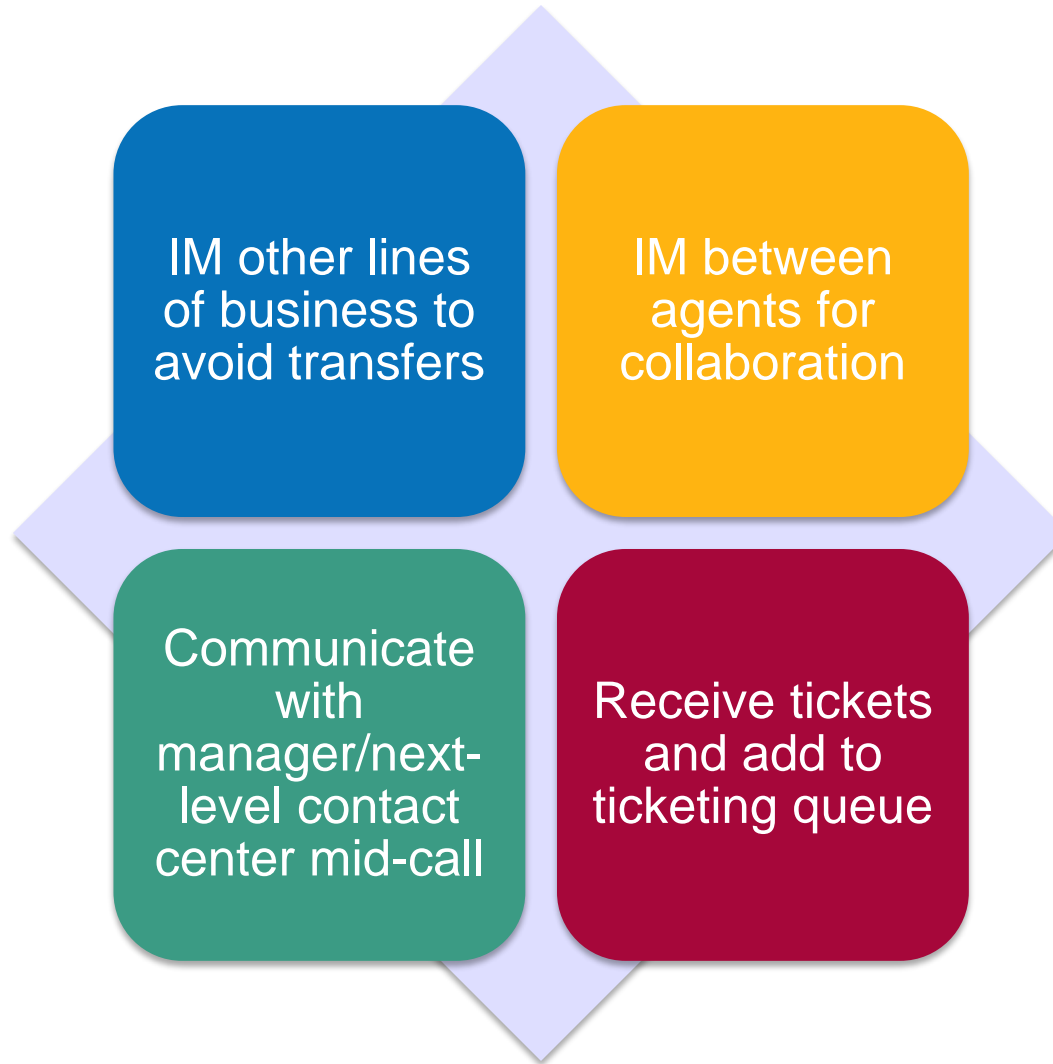 IM other lines
of business to
avoid transfers
IM between
agents for
collaboration
Communicate
with
manager/next-
level contact
center mid-call
Receive tickets
and add to
ticketing queue